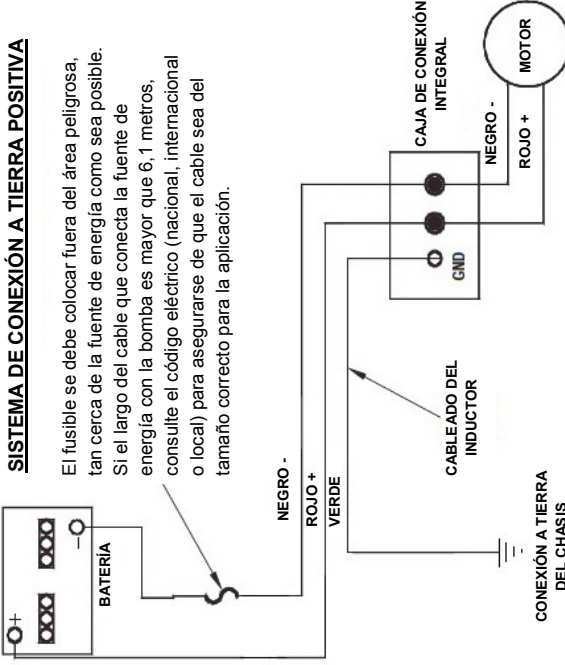 SISTEMA DE CONEXIÓN A TIERRA POSITIVA
El fusible se debe colocar fuera del área peligrosa,
tan cerca de la fuente de energía como sea posible.
Si el largo del cable que conecta la fuente de
energía con la bomba es mayor que 6,1 metros,
consulte el código eléctrico (nacional, internacional
o local) para asegurarse de que el cable sea del
tamaño correcto para la aplicación.
+
-
BATERÍA
NEGRO -
ROJO +
VERDE
CAJA DE CONEXIÓN
INTEGRAL
GND
NEGRO -
ROJO +
MOTOR
CABLEADO DEL
INDUCTOR
CONEXIÓN A TIERRA
DEL CHASIS